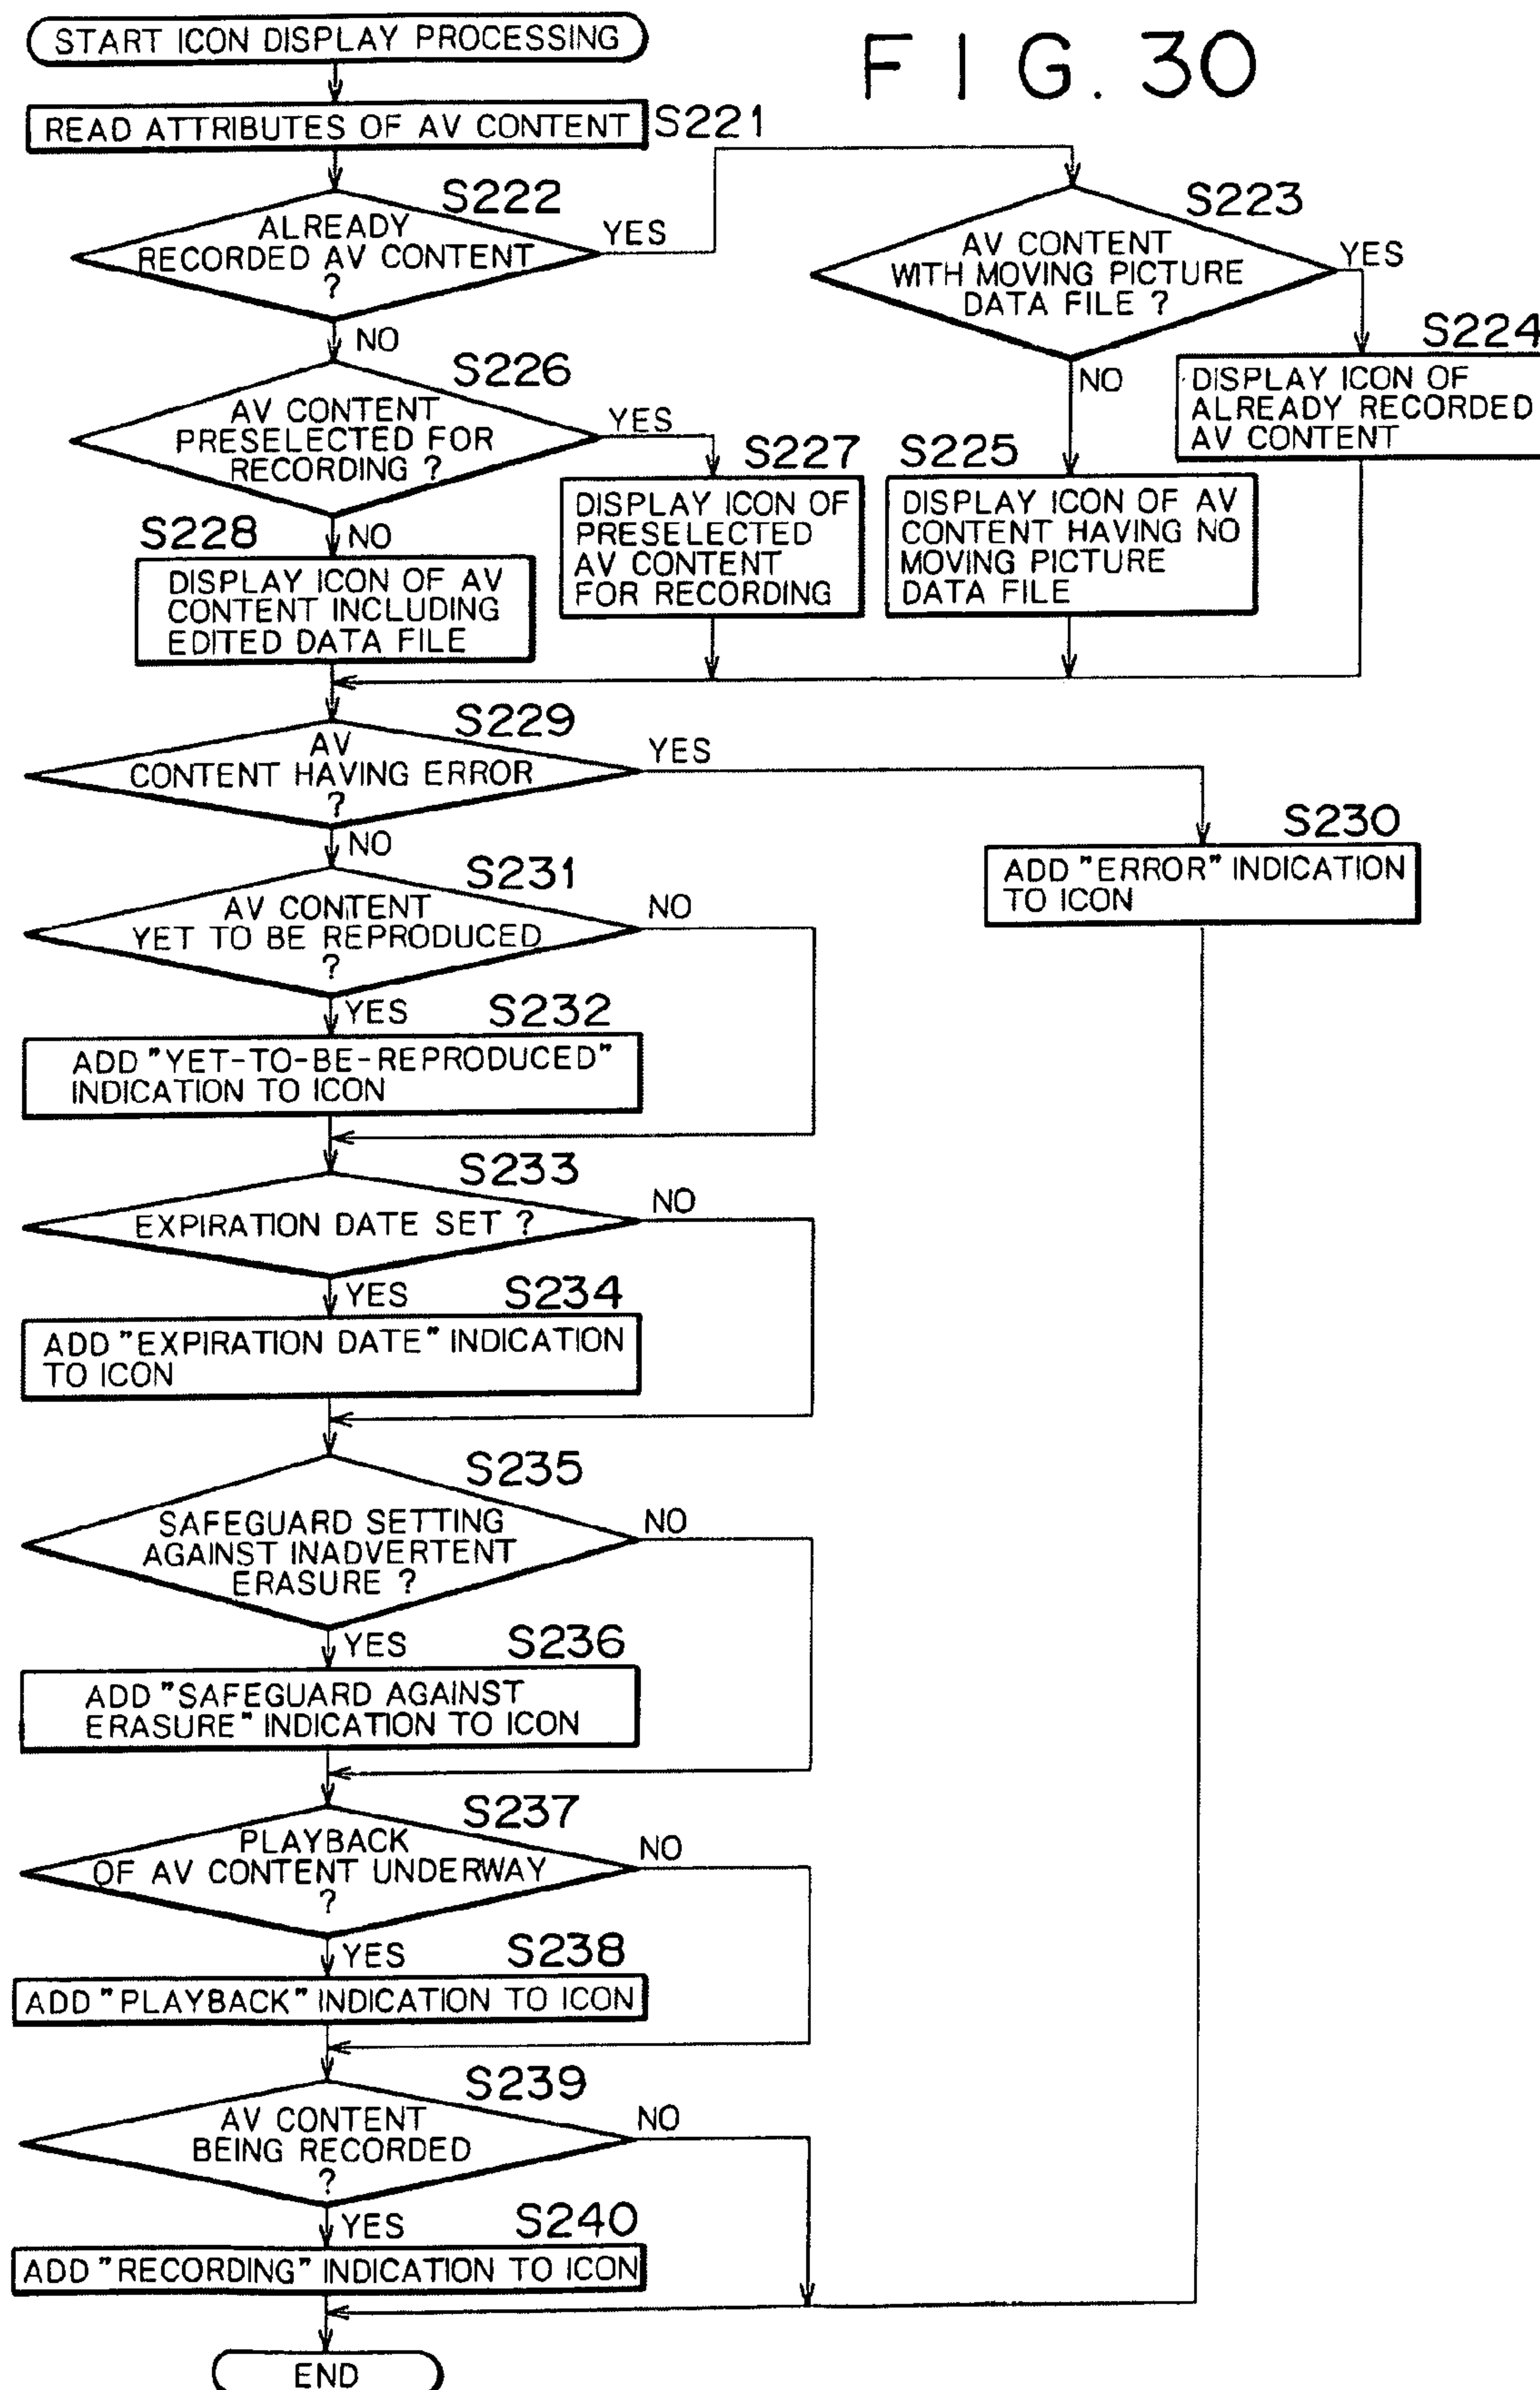 START ICON DISPLAY PROCESSING
FIG. 30
READ ATTRIBUTES OF AV CONTENT
S221
S222
ALREADY
RECORDED AV CONTENT
?
YES
NO
S223
AV CONTENT
WITH MOVING PICTURE
DATA FILE ?
YES
NO
S224
DISPLAY ICON OF
ALREADY RECORDED
AV CONTENT
S226
AV CONTENT
PRESELECTED FOR
RECORDING ?
YES
NO
S227
DISPLAY ICON OF
PRESELECTED
AV CONTENT
FOR RECORDING
S225
DISPLAY ICON OF AV
CONTENT HAVING NO
MOVING PICTURE
DATA FILE
S228
DISPLAY ICON OF AV
CONTENT INCLUDING
EDITED DATA FILE
S229
AV
CONTENT HAVING ERROR
?
YES
NO
S230
ADD "ERROR" INDICATION
TO ICON
S231
AV CONTENT
YET TO BE REPRODUCED
?
NO
YES
S232
ADD "YET-TO-BE-REPRODUCED"
INDICATION TO ICON
S233
EXPIRATION DATE SET ?
NO
YES
S234
ADD "EXPIRATION DATE" INDICATION
TO ICON
S235
SAFEGUARD SETTING
AGAINST INADVERTENT
ERASURE ?
NO
YES
S236
ADD "SAFEGUARD AGAINST
ERASURE" INDICATION TO ICON
S237
PLAYBACK
OF AV CONTENT UNDERWAY
?
NO
YES
S238
ADD "PLAYBACK" INDICATION TO ICON
S239
AV CONTENT
BEING RECORDED
?
NO
YES
S240
ADD "RECORDING" INDICATION TO ICON
END